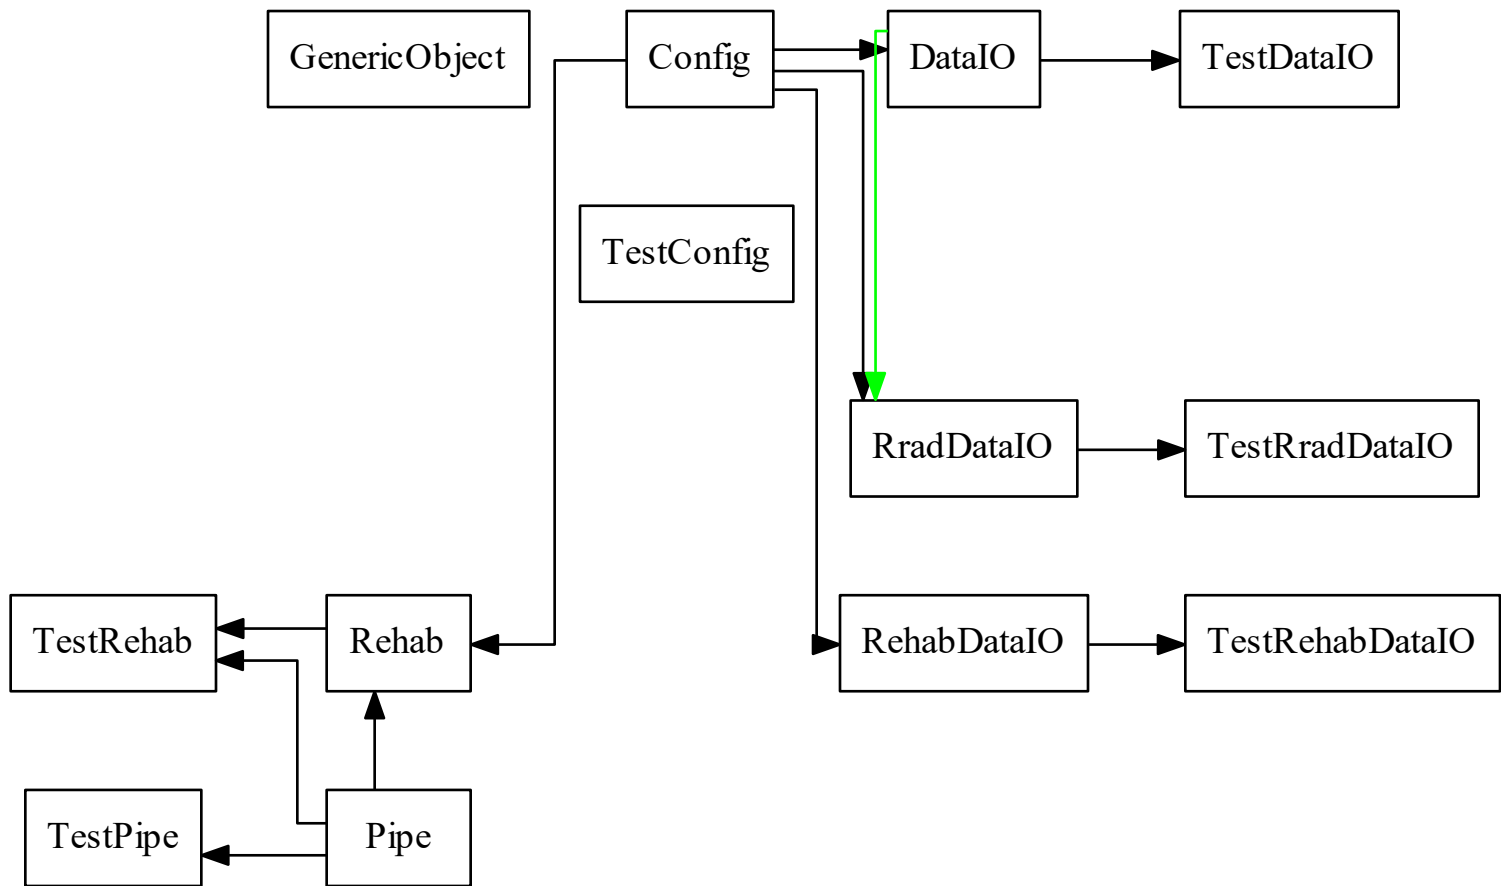 GenericObject
Config
DataIO
TestDataIO
TestConfig
RradDataIO
TestRradDataIO
TestRehab
Rehab
RehabDataIO
TestRehabDataIO
TestPipe
Pipe